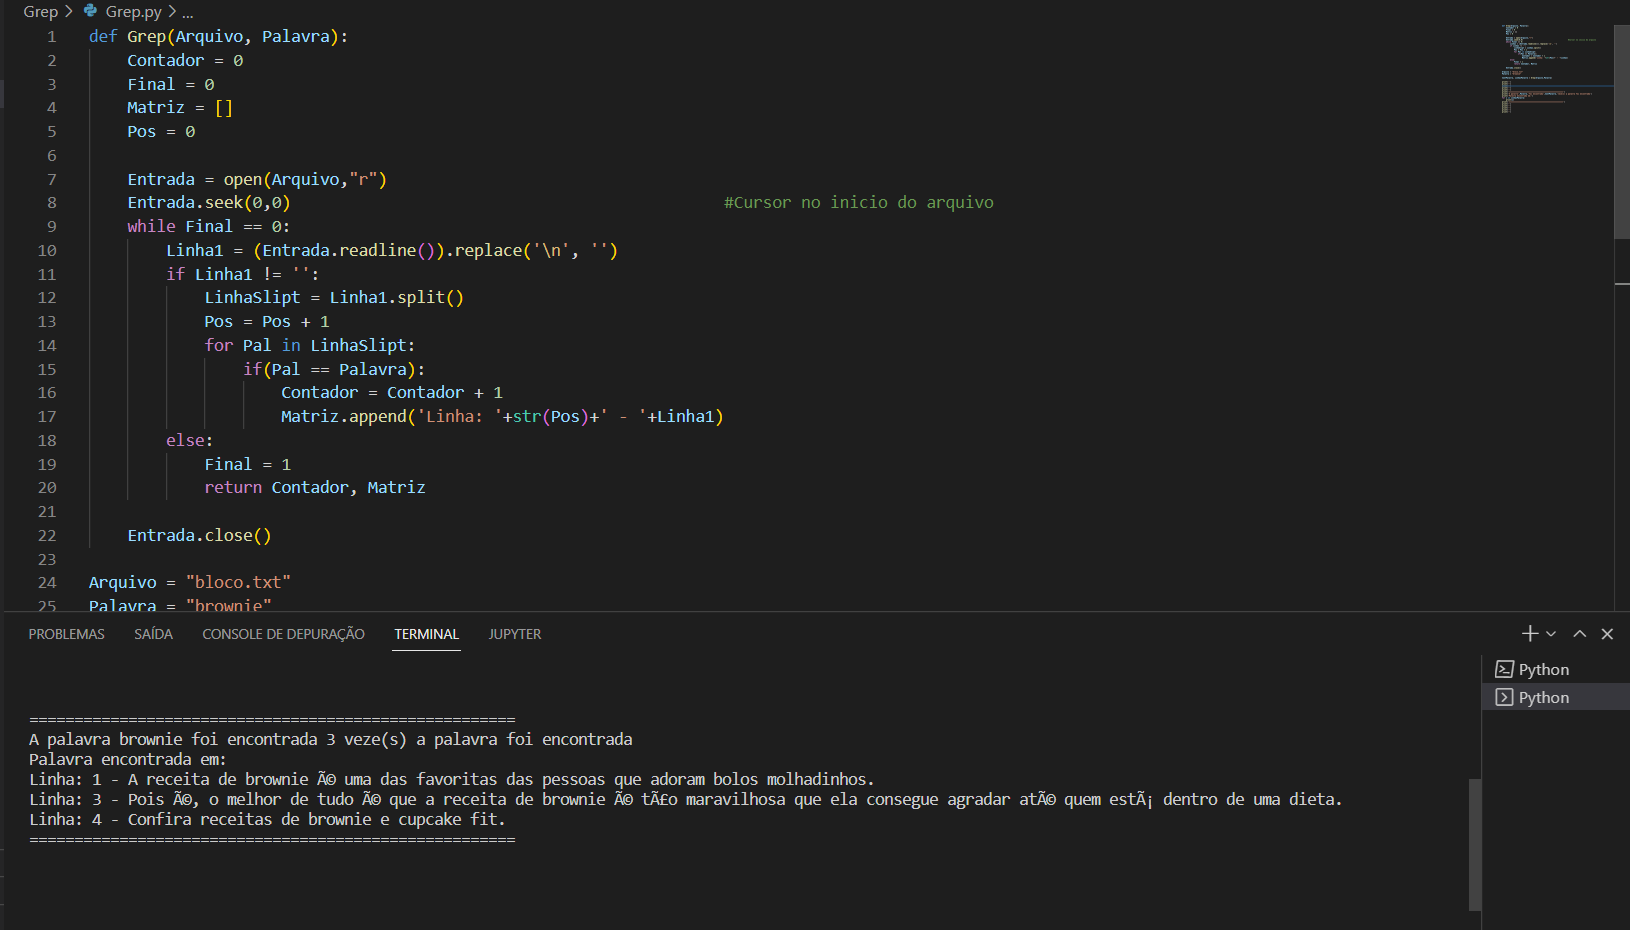 Grep > Grep.py > ...
1 def Grep(Arquivo, Palavra):
2 Contador = 0
3 Final = 0
4 Matriz = []
5 Pos = 0
6
7 Entrada = open(Arquivo,"r")
8 Entrada.seek(0,0) #Cursor no inicio do arquivo
9 while Final == 0:
10 Linha1 = (Entrada.readline()).replace('\n', '')
11 if Linha1 != '':
12 LinhaSlipt = Linha1.split()
13 Pos = Pos + 1
14 for Pal in LinhaSlipt:
15 if(Pal == Palavra):
16 Contador = Contador + 1
17 Matriz.append('Linha: '+str(Pos)+' - '+Linha1)
18 else:
19 Final = 1
20 return Contador, Matriz
21
22 Entrada.close()
23
24 Arquivo = "bloco.txt"
25 Palavra = "brownie"
PROBLEMAS SAÍDA CONSOLE DE DEPURAÇÃO TERMINAL JUPYTER
Python
Python
======================================================
A palavra brownie foi encontrada 3 veze(s) a palavra foi encontrada
Palavra encontrada em:
Linha: 1 - A receita de brownie Ã© uma das favoritas das pessoas que adoram bolos molhadinhos.
Linha: 3 - Pois Ã©, o melhor de tudo Ã© que a receita de brownie Ã© tÃ£o maravilhosa que ela consegue agradar atÃ© quem estÃ¡ dentro de uma dieta.
Linha: 4 - Confira receitas de brownie e cupcake fit.
======================================================